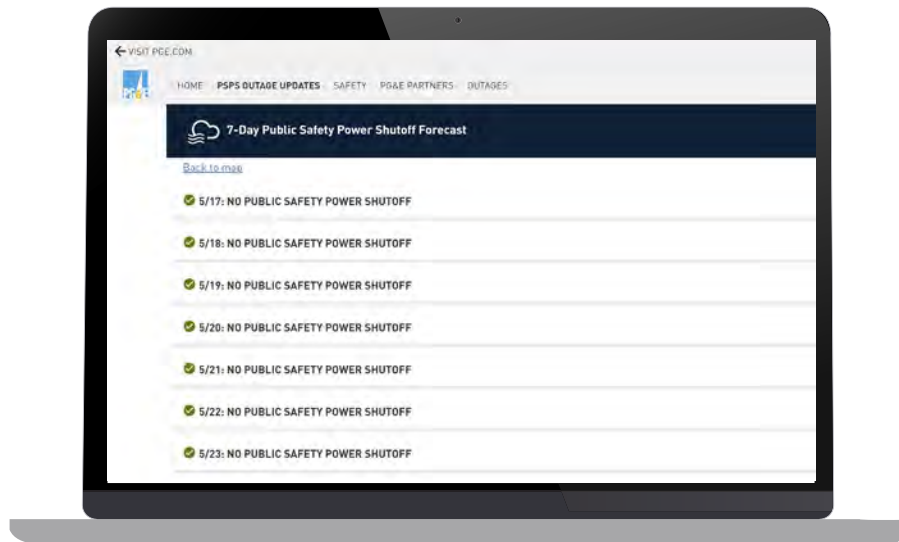 VISIT PGE.COM
HOME PSPS OUTAGE UPDATES SAFETY PG&E PARTNERS OUTAGES
7-Day Public Safety Power Shutoff Forecast
Back to map
5/17: NO PUBLIC SAFETY POWER SHUTOFF
5/18: NO PUBLIC SAFETY POWER SHUTOFF
5/19: NO PUBLIC SAFETY POWER SHUTOFF
5/20: NO PUBLIC SAFETY POWER SHUTOFF
5/21: NO PUBLIC SAFETY POWER SHUTOFF
5/22: NO PUBLIC SAFETY POWER SHUTOFF
5/23: NO PUBLIC SAFETY POWER SHUTOFF